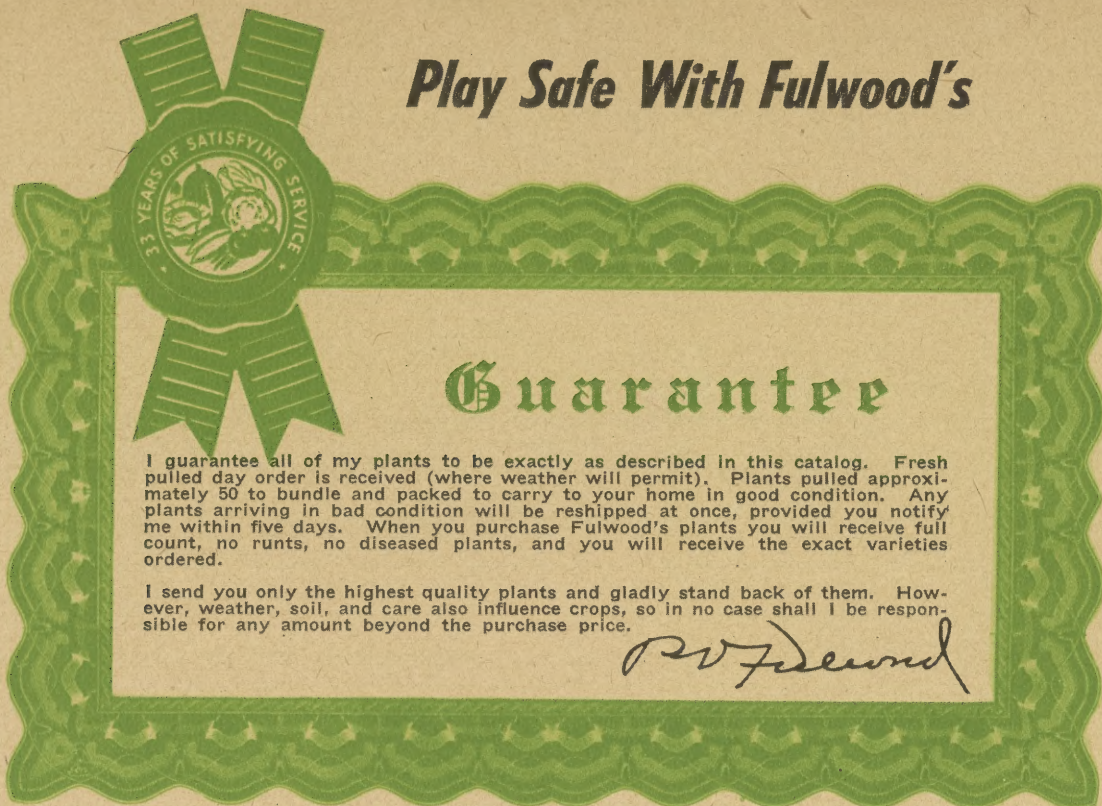 Play Safe With Fulwood's
★ 33 YEARS OF SATISFYING SERVICE ★
Guarantee
I guarantee all of my plants to be exactly as described in this catalog. Fresh
pulled day order is received (where weather will permit). Plants pulled approxi-
mately 50 to bundle and packed to carry to your home in good condition. Any
plants arriving in bad condition will be reshipped at once, provided you notify
me within five days. When you purchase Fulwood's plants you will receive full
count, no runts, no diseased plants, and you will receive the exact varieties
ordered.
I send you only the highest quality plants and gladly stand back of them. How-
ever, weather, soil, and care also influence crops, so in no case shall I be respon-
sible for any amount beyond the purchase price.
Fulwood